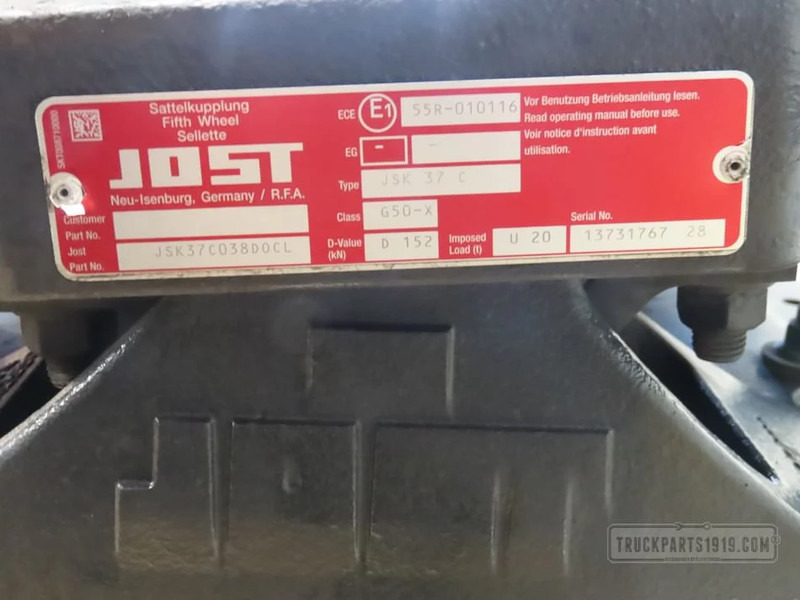 Sattelkupplung
Fifth Wheel
Sellette
JOST
Neu-Isenburg, Germany / R.F.A.
Customer
Part No.
Jost
Part No.
JSK37C038D0CL
ECE E1 55R-010116
EG - -
Type JSK 37 C
Class G50-X
D-Value
(kN)
D 152
Imposed
Load (t)
U 20
Vor Benutzung Betriebsanleitung lesen.
Read operating manual before use.
Voir notice d'instruction avant
utilisation.
Serial No.
13731767 28
TRUCKPARTS1919.COM